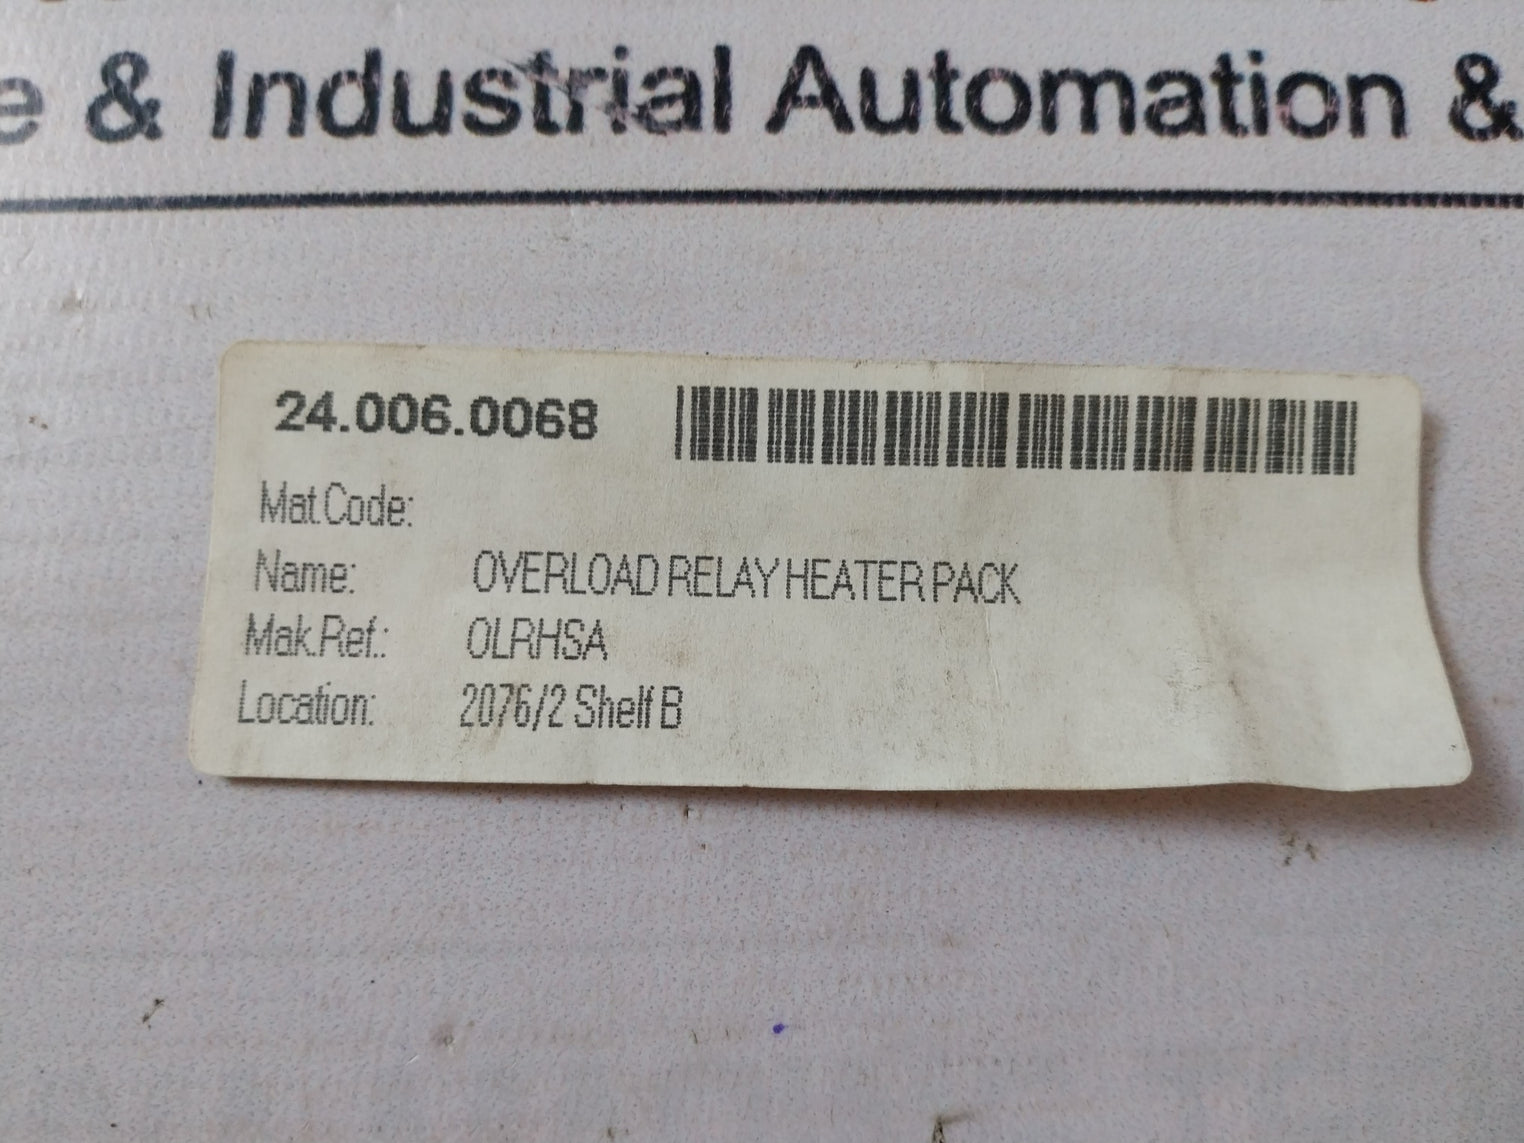 & Industrial Automation &
24.006.0068
Mat.Code:
Name: OVERLOAD RELAY HEATER PACK
Mak.Ref.: OLRHSA
Location: 2076/2 Shelf B